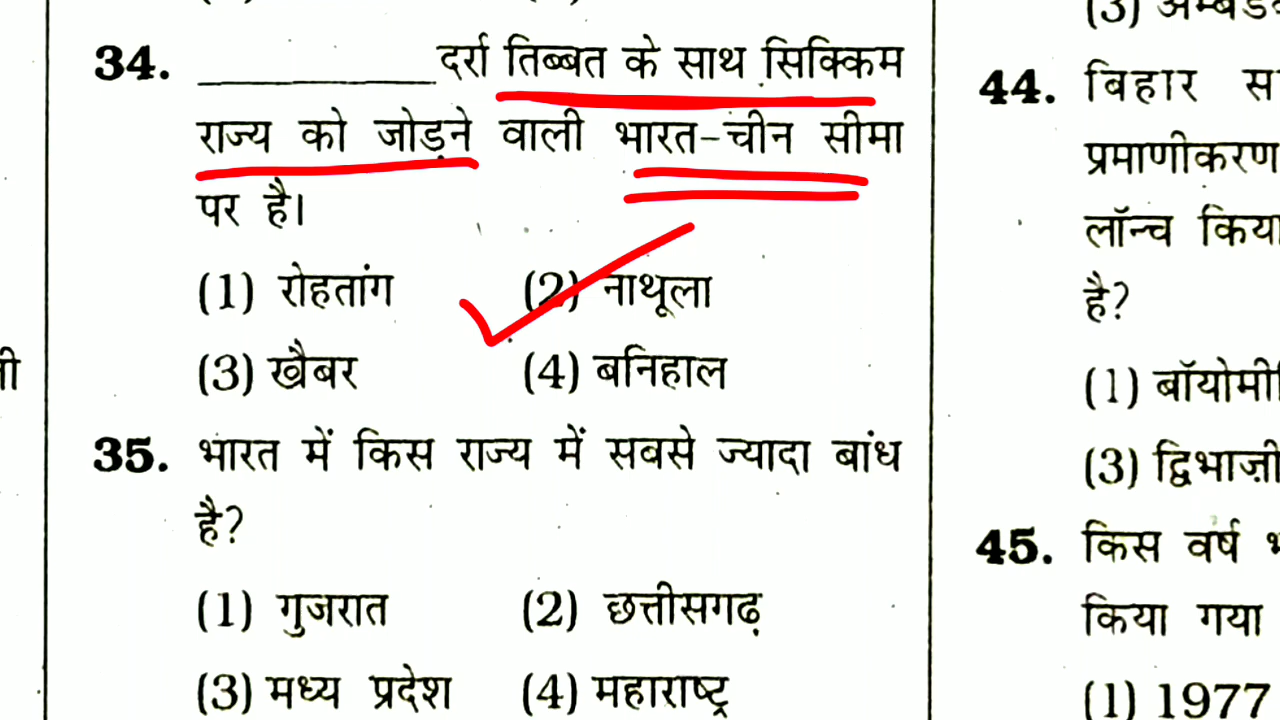 34. __________ दर्रा तिब्बत के साथ सिक्किम
राज्य को जोड़ने वाली भारत-चीन सीमा
पर है।
(1) रोहतांग (2) नाथूला
(3) खैबर (4) बनिहाल
35. भारत में किस राज्य में सबसे ज्यादा बांध
है?
(1) गुजरात (2) छत्तीसगढ़
(3) मध्य प्रदेश (4) महाराष्ट्र
(3)
44. बिहार
प्रमाणीकरण
लॉन्च किया
है?
(1)
(3)
45. किस वर्ष
किया गया
(1) 1977